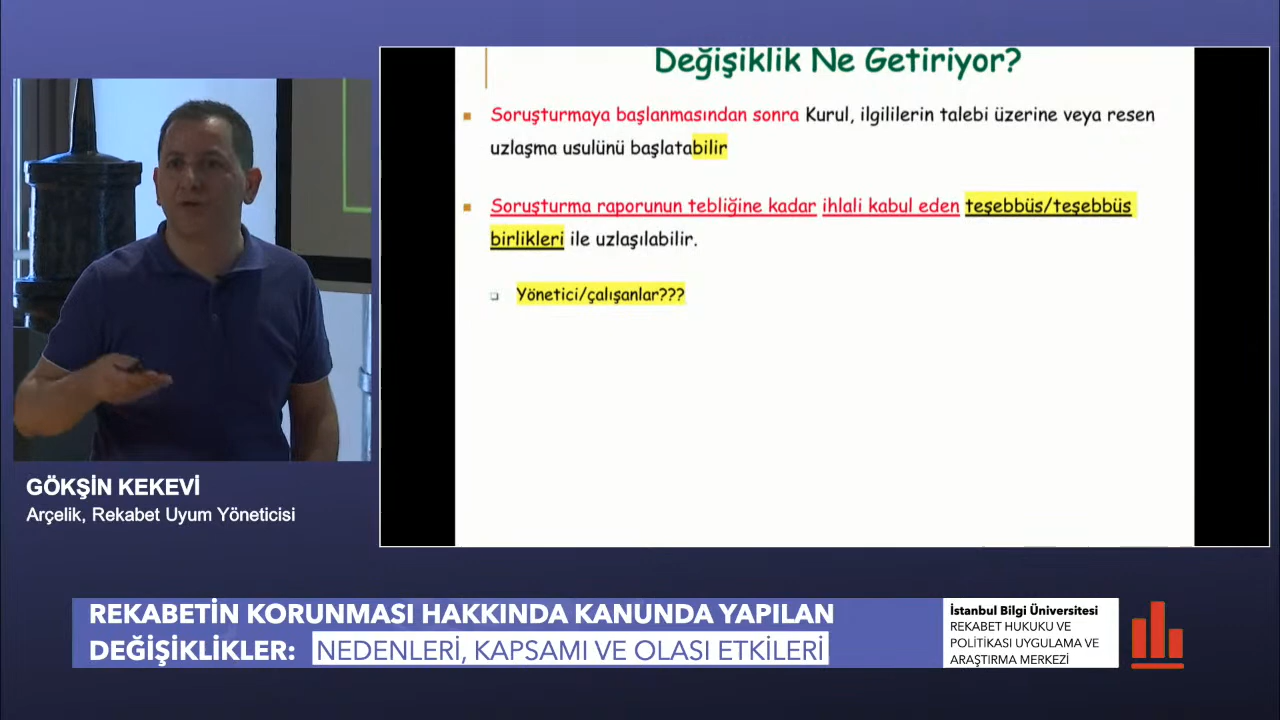 Değişiklik Ne Getiriyor?
Soruşturmaya başlanmasından sonra Kurul, ilgililerin talebi üzerine veya resen
uzlaşma usulünü başlatabilir
Soruşturma raporunun tebliğine kadar ihlali kabul eden teşebbüs/teşebbüs
birlikleri ile uzlaşılabilir.
Yönetici/çalışanlar???
GÖKŞİN KEKEVİ
Arçelik, Rekabet Uyum Yöneticisi
REKABETİN KORUNMASI HAKKINDA KANUNDA YAPILAN
DEĞİŞİKLİKLER: NEDENLERİ, KAPSAMI VE OLASI ETKİLERİ
İstanbul Bilgi Üniversitesi
REKABET HUKUKU VE
POLİTİKASI UYGULAMA VE
ARAŞTIRMA MERKEZİ